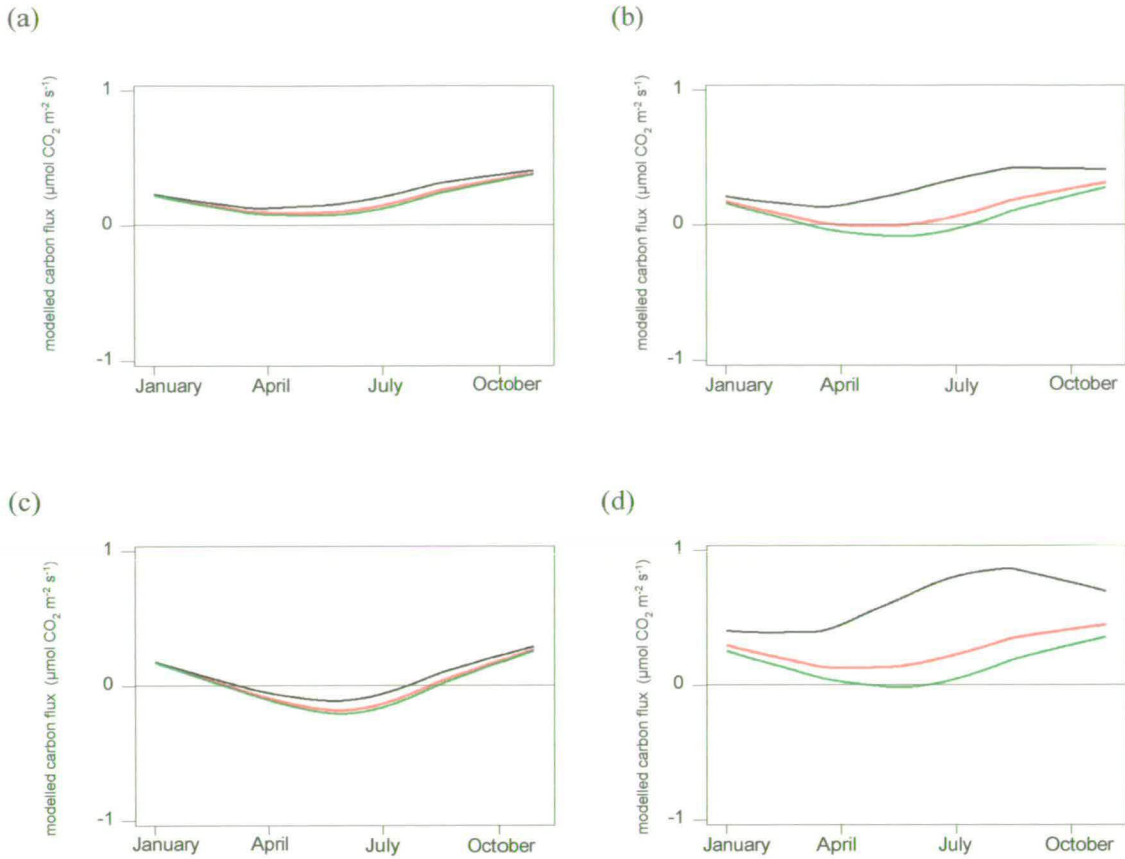 (a)
modelled carbon flux (µmol CO₂ m⁻² s⁻¹)
1
0
-1
January April July October
(b)
modelled carbon flux (µmol CO₂ m⁻² s⁻¹)
1
0
-1
January April July October
(c)
modelled carbon flux (µmol CO₂ m⁻² s⁻¹)
1
0
-1
January April July October
(d)
modelled carbon flux (µmol CO₂ m⁻² s⁻¹)
1
0
-1
January April July October